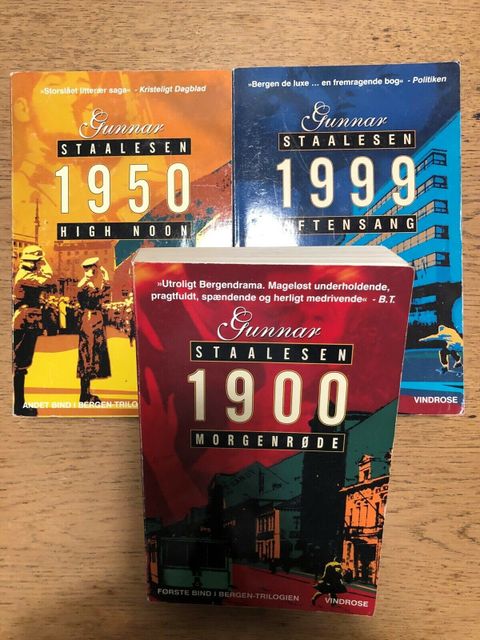 »Storslået litterær saga« - Kristeligt Dagblad
Gunnar
STAALESEN
1950
HIGH NOON
ANDET BIND I BERGEN-TRILO
»Bergen de luxe ... en fremragende bog« - Politiken
Gunnar
STAALESEN
1999
FTENSANG
VINDROSE
»Utroligt Bergendrama. Mageløst underholdende,
pragtfuldt, spændende og herligt medrivende« - B.T.
Gunnar
STAALESEN
1900
MORGENRØDE
FØRSTE BIND I BERGEN-TRILOGIEN
VINDROSE